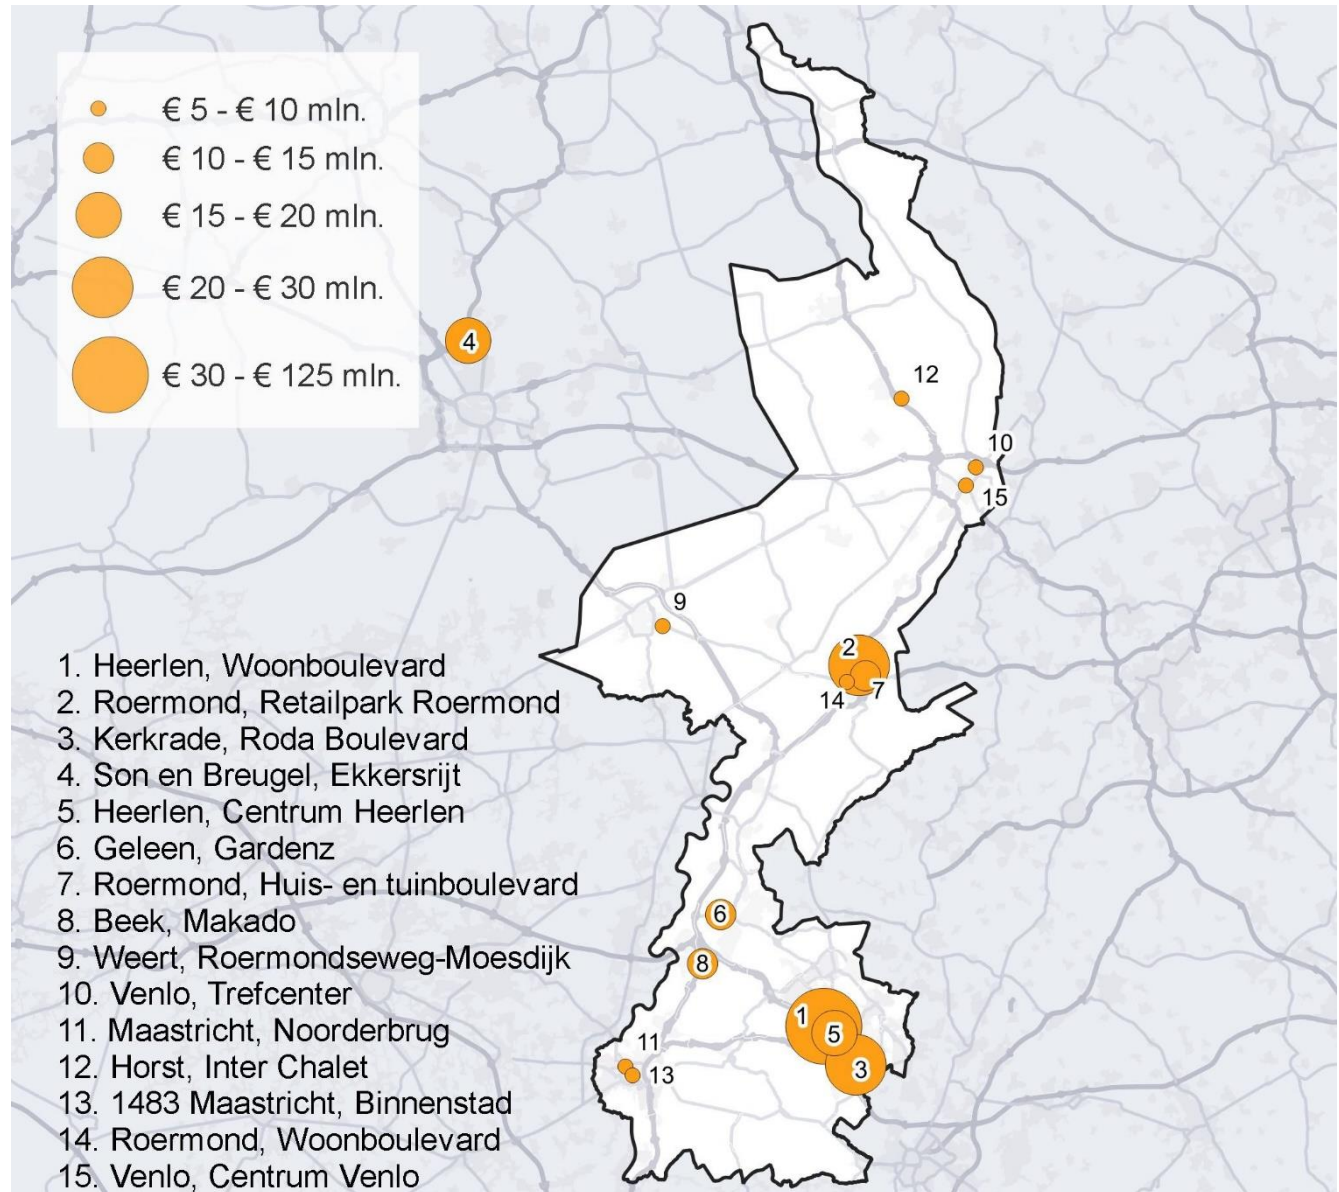 € 5 - € 10 mln.
€ 10 - € 15 mln.
€ 15 - € 20 mln.
€ 20 - € 30 mln.
€ 30 - € 125 mln.
4
12
10
15
9
2
14
7
6
8
1
5
3
11
13
1. Heerlen, Woonboulevard
2. Roermond, Retailpark Roermond
3. Kerkrade, Roda Boulevard
4. Son en Breugel, Ekkersrijt
5. Heerlen, Centrum Heerlen
6. Geleen, Gardenz
7. Roermond, Huis- en tuinboulevard
8. Beek, Makado
9. Weert, Roermondseweg-Moesdijk
10. Venlo, Trefcenter
11. Maastricht, Noorderbrug
12. Horst, Inter Chalet
13. 1483 Maastricht, Binnenstad
14. Roermond, Woonboulevard
15. Venlo, Centrum Venlo